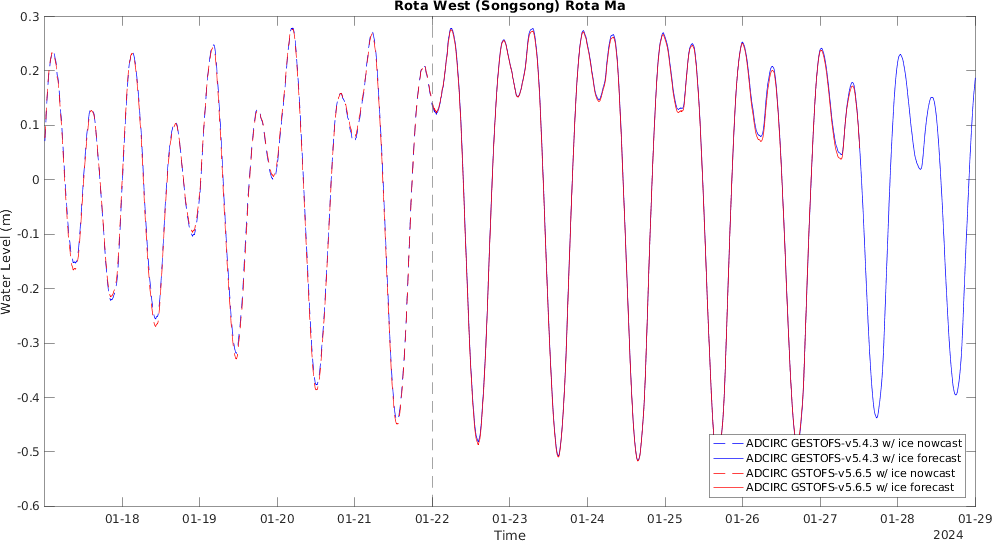 Rota West (Songsong) Rota Ma
Water Level (m)
0.3
0.2
0.1
0
-0.1
-0.2
-0.3
-0.4
-0.5
-0.6
ADCIRC GESTOFS-v5.4.3 w/ ice nowcast
ADCIRC GESTOFS-v5.4.3 w/ ice forecast
ADCIRC GSTOFS-v5.6.5 w/ ice nowcast
ADCIRC GSTOFS-v5.6.5 w/ ice forecast
01-18 01-19 01-20 01-21 01-22 01-23 01-24 01-25 01-26 01-27 01-28 01-29
Time
2024